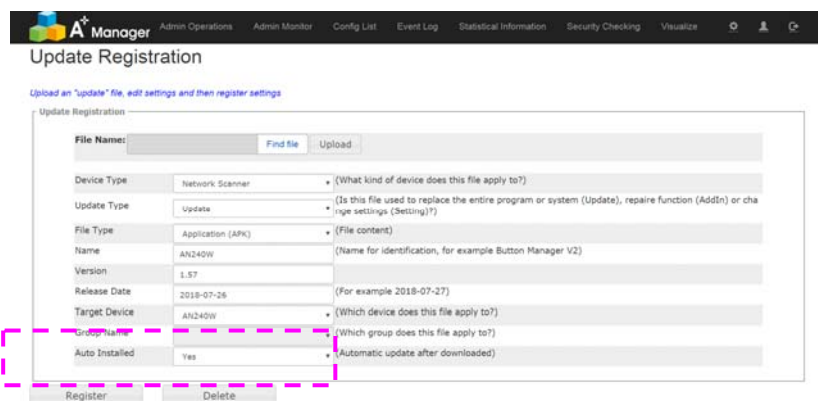 A+ Manager Admin Operations Admin Monitor Config List Event Log Statistical Information Security Checking Visualize
Update Registration
Upload an "update" file, edit settings and then register settings
Update Registration
File Name: Find file Upload
Device Type Network Scanner (What kind of device does this file apply to?)
Update Type Update (Is this file used to replace the entire program or system (Update), repaire function (AddIn) or cha
nge settings (Setting)?)
File Type Application (APK) (File content)
Name AN240W (Name for identification, for example Button Manager V2)
Version 1.57
Release Date 2018-07-26 (For example 2018-07-27)
Target Device AN240W (Which device does this file apply to?)
Group Name (Which group does this file apply to?)
Auto Installed Yes (Automatic update after downloaded)
Register Delete